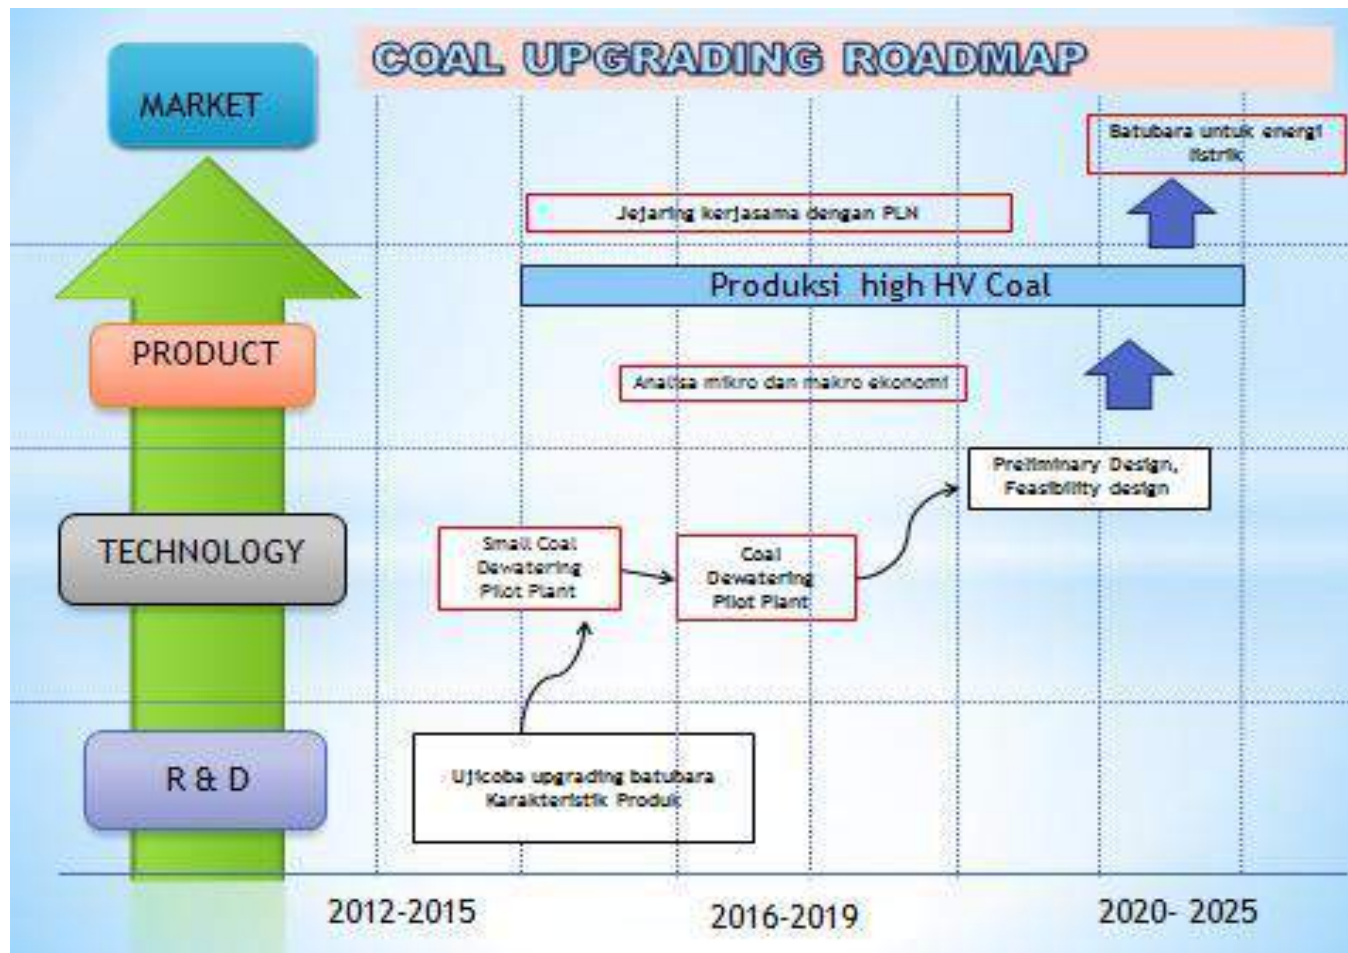 COAL UPGRADING ROADMAP
MARKET
Batubara untuk energi
listrik
Jejaring kerjasama dengan PLN
Produksi high HV Coal
PRODUCT
Analisa mikro dan makro ekonomi
Preliminary Design,
Feasibility design
TECHNOLOGY
Small Coal
Dewatering
Pilot Plant
Coal
Dewatering
Pilot Plant
R & D
Ujicoba upgrading batubara
Karakteristik Produk
2012-2015
2016-2019
2020- 2025